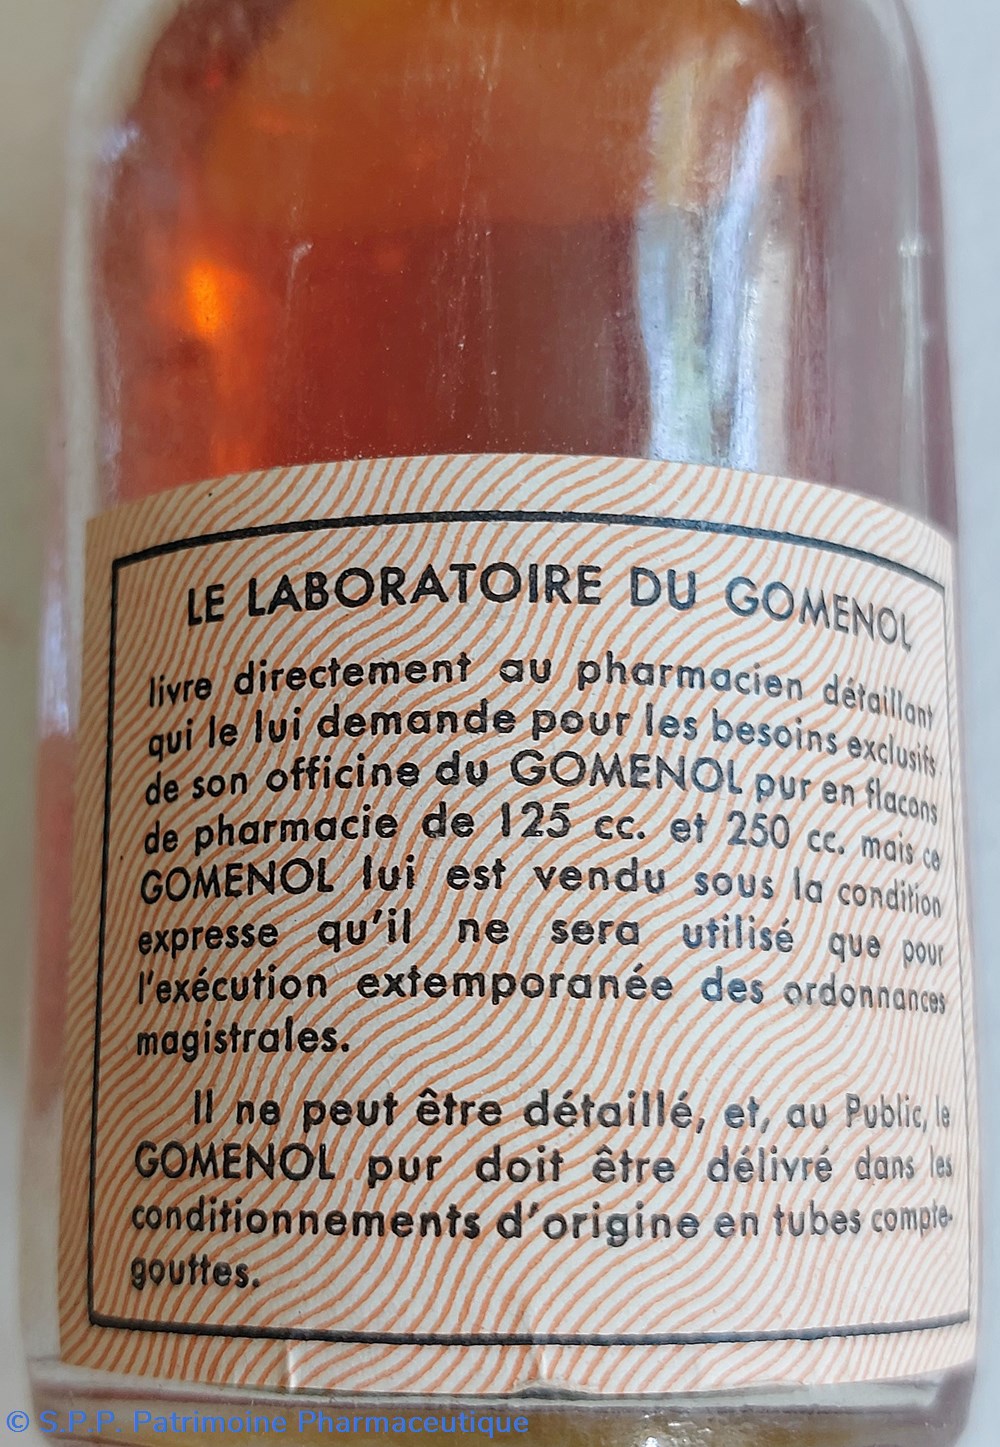 LE LABORATOIRE DU GOMENOL
livre directement au pharmacien détaillant
qui le lui demande pour les besoins exclusifs
de son officine du GOMENOL pur en flacons
de pharmacie de 125 cc. et 250 cc. mais ce
GOMENOL lui est vendu sous la condition
expresse qu'il ne sera utilisé que pour
l'exécution extemporanée des ordonnances
magistrales.
Il ne peut être détaillé, et, au Public, le
GOMENOL pur doit être délivré dans les
conditionnements d'origine en tubes compte-
gouttes.
© S.P.P. Patrimoine Pharmaceutique